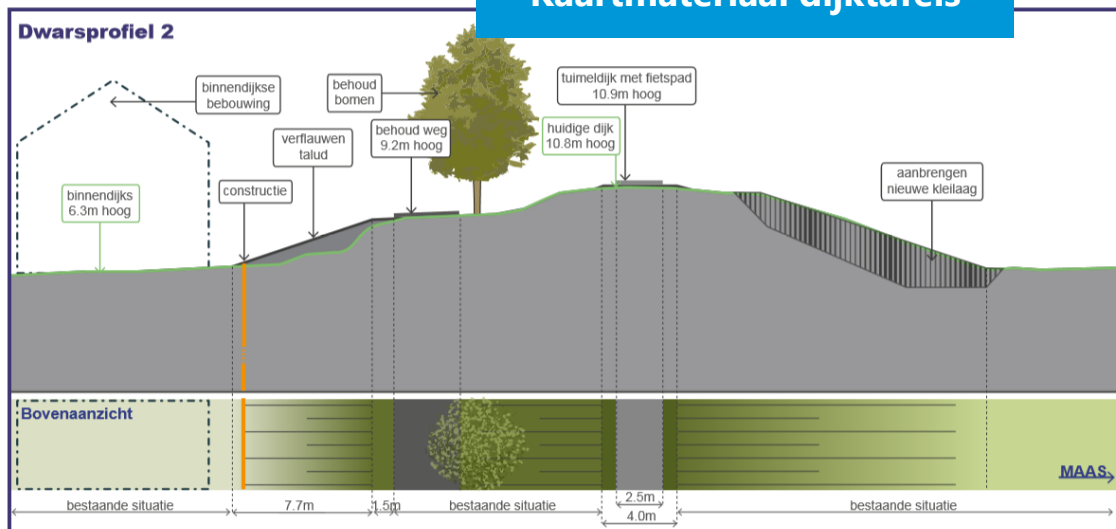 Kaartmateriaal dijktafels
Dwarsprofiel 2
binnendijkse
bebouwing
behoud
bomen
tuimeldijk met fietspad
10.9m hoog
verflauwen
talud
behoud weg
9.2m hoog
huidige dijk
10.8m hoog
aanbrengen
nieuwe kleilaag
binnendijks
6.3m hoog
constructie
Bovenaanzicht
MAAS
bestaande situatie
7.7m
1.5m
bestaande situatie
2.5m
4.0m
bestaande situatie